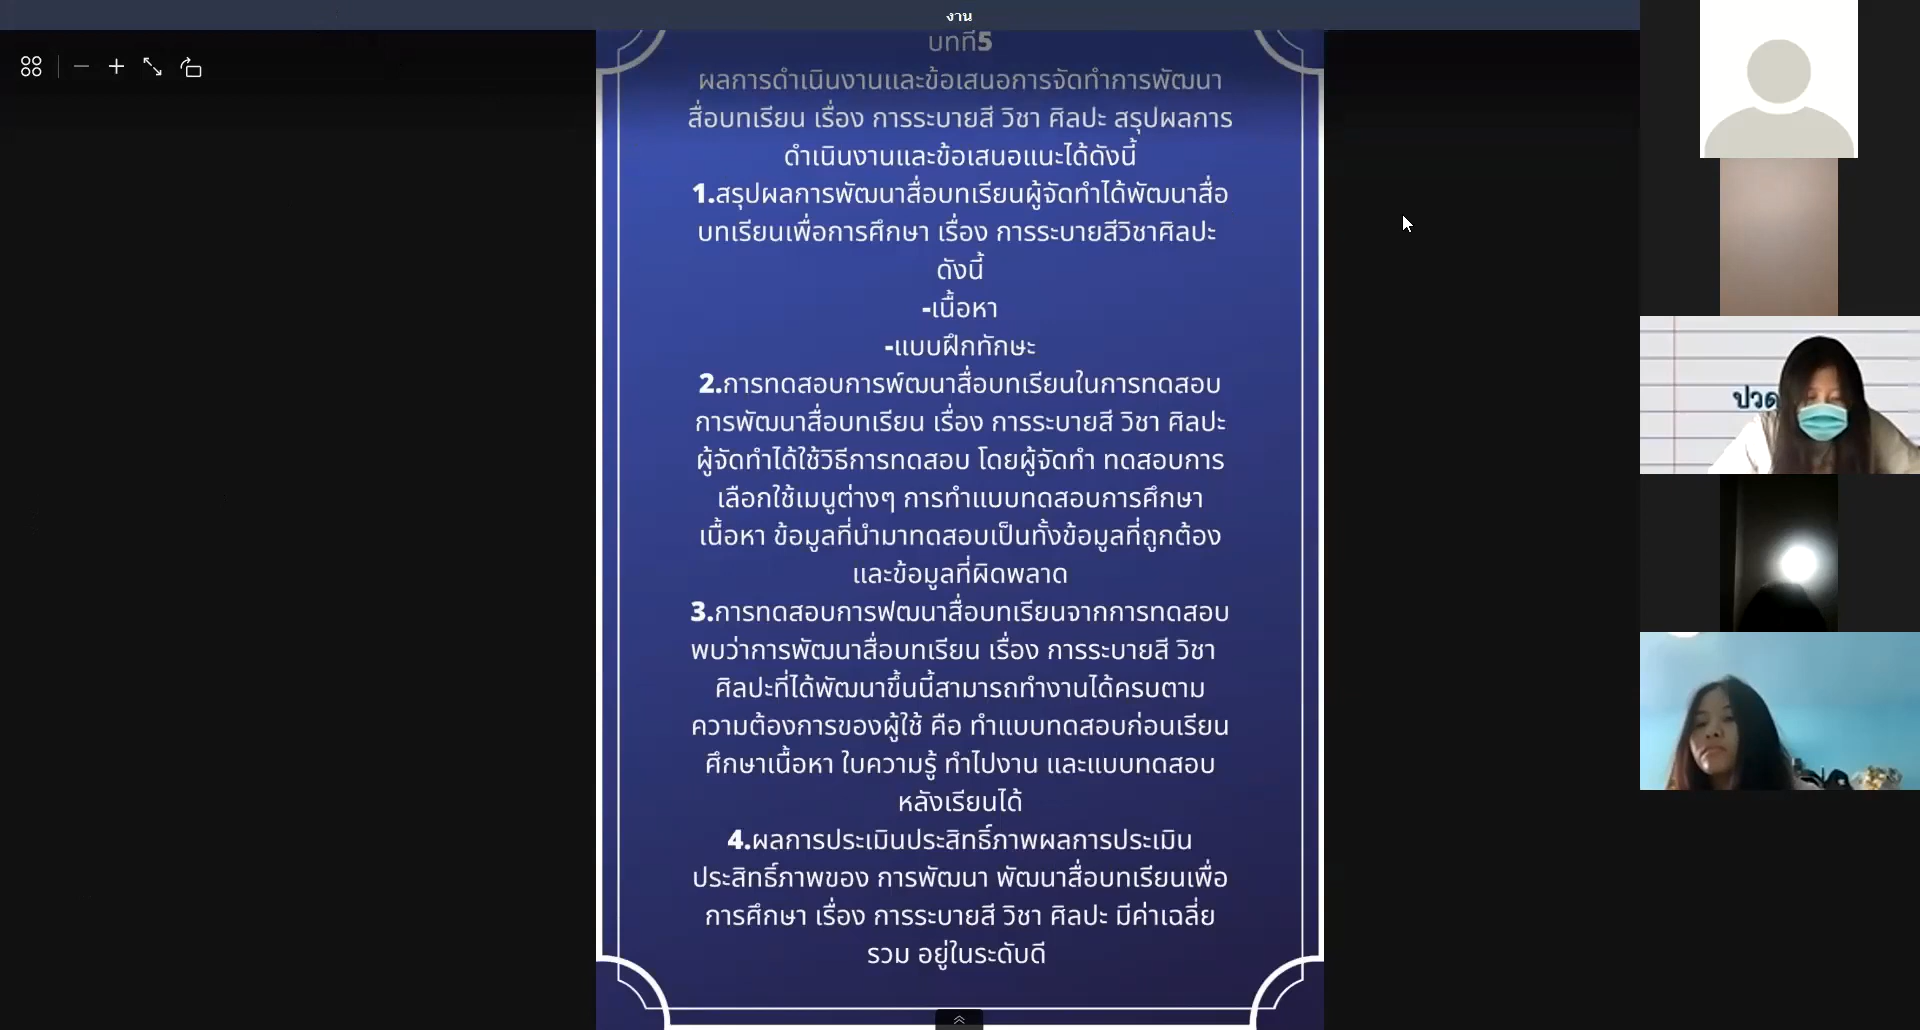 งาน
บทที่5
ผลการดำเนินงานและข้อเสนอการจัดทำการพัฒนา
สื่อบทเรียน เรื่อง การระบายสี วิชา ศิลปะ สรุปผลการ
ดำเนินงานและข้อเสนอแนะได้ดังนี้
1.สรุปผลการพัฒนาสื่อบทเรียนผู้จัดทำได้พัฒนาสื่อ
บทเรียนเพื่อการศึกษา เรื่อง การระบายสีวิชาศิลปะ
ดังนี้
-เนื้อหา
-แบบฝึกทักษะ
2.การทดสอบการพ์ฒนาสื่อบทเรียนในการทดสอบ
การพัฒนาสื่อบทเรียน เรื่อง การระบายสี วิชา ศิลปะ
ผู้จัดทำได้ใช้วิธีการทดสอบ โดยผู้จัดทำ ทดสอบการ
เลือกใช้เมนูต่างๆ การทำแบบทดสอบการศึกษา
เนื้อหา ข้อมูลที่นำมาทดสอบเป็นทั้งข้อมูลที่ถูกต้อง
และข้อมูลที่ผิดพลาด
3.การทดสอบการฟตนาสื่อบทเรียนจากการทดสอบ
พบว่าการพัฒนาสื่อบทเรียน เรื่อง การระบายสี วิชา
ศิลปะที่ได้พัฒนาขึ้นนี้สามารถทำงานได้ครบตาม
ความต้องการของผู้ใช้ คือ ทำแบบทดสอบก่อนเรียน
ศึกษาเนื้อหา ใบความรู้ ทำไปงาน และแบบทดสอบ
หลังเรียนได้
4.ผลการประเมินประสิทธิ์ภาพผลการประเมิน
ประสิทธิ์ภาพของ การพัฒนา พัฒนาสื่อบทเรียนเพื่อ
การศึกษา เรื่อง การระบายสี วิชา ศิลปะ มีค่าเฉลี่ย
รวม อยู่ในระดับดี
ปวด